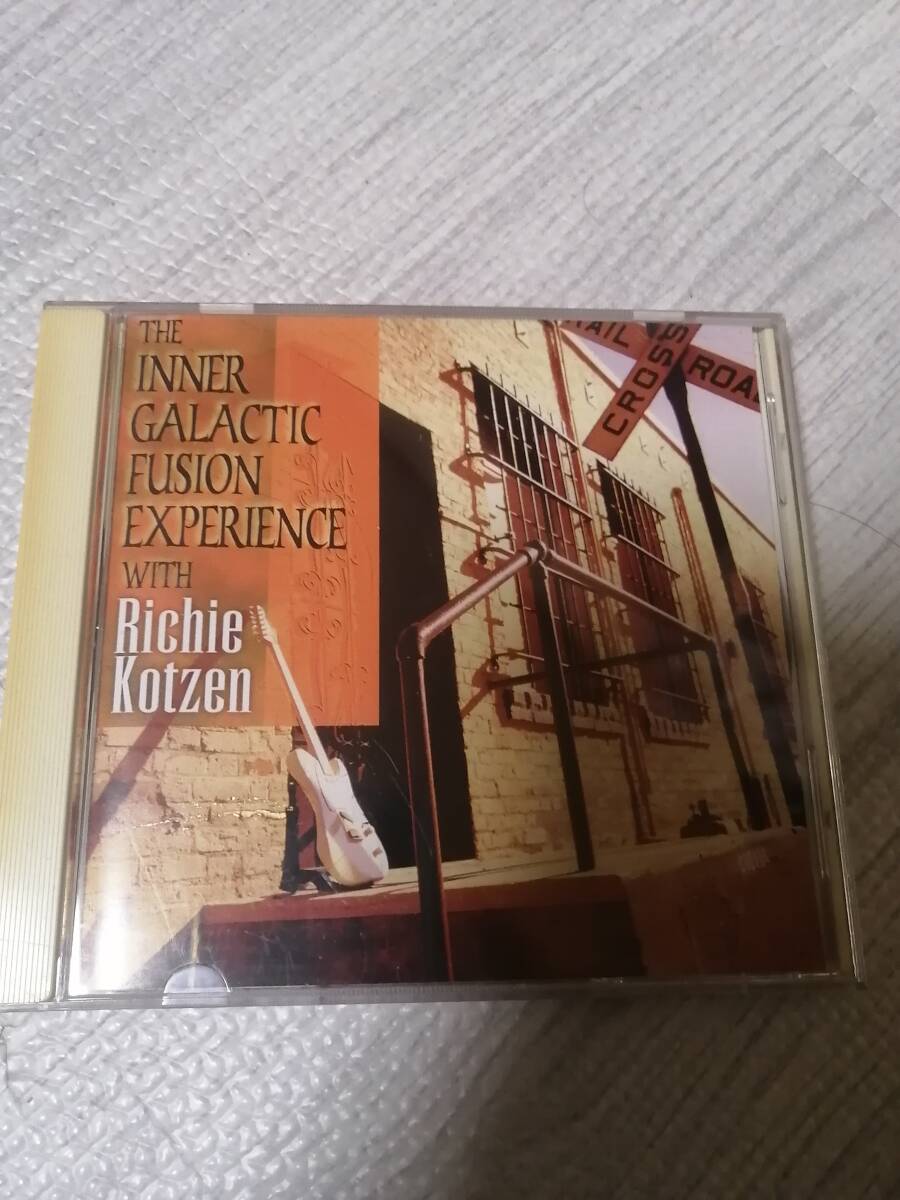 THE
INNER
GALACTIC
FUSION
EXPERIENCE
WITH
Richie
Kotzen
RAIL ROAD
CROSS